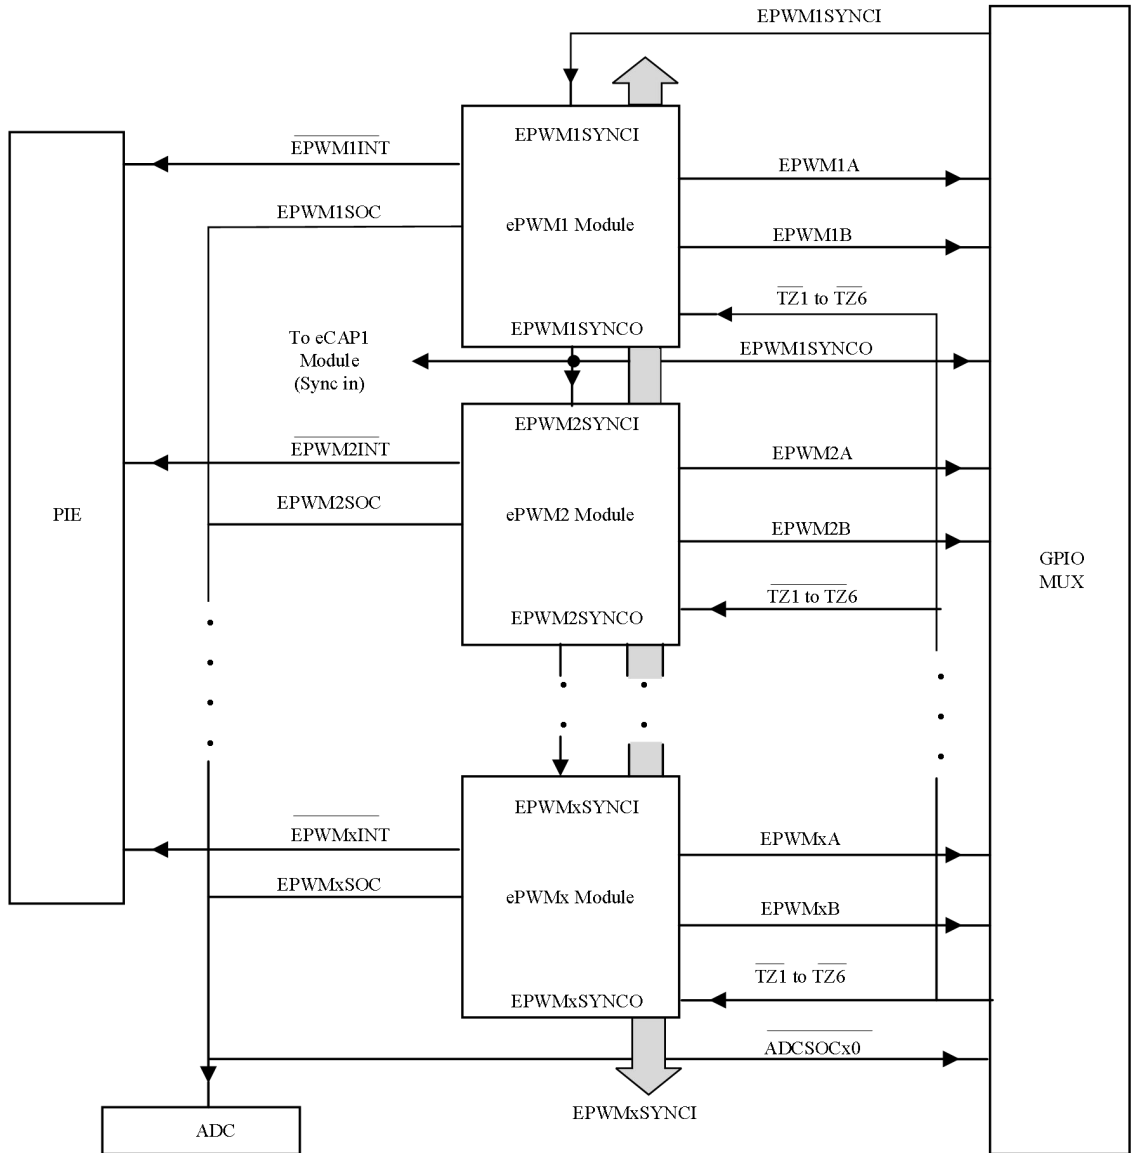 EPWM1SYNCI
EPWM1SYNCI
EPWM1INT
EPWM1A
EPWM1SOC
ePWM1 Module
EPWM1B
TZ1 to TZ6
EPWM1SYNCO
To eCAP1
Module
(Sync in)
EPWM1SYNCO
EPWM2SYNCI
EPWM2INT
EPWM2A
EPWM2SOC
PIE
ePWM2 Module
EPWM2B
GPIO
MUX
TZ1 to TZ6
EPWM2SYNCO
EPWMxSYNCI
EPWMxINT
EPWMxA
EPWMxSOC
ePWMx Module
EPWMxB
TZ1 to TZ6
EPWMxSYNCO
ADCSOCx0
EPWMxSYNCI
ADC